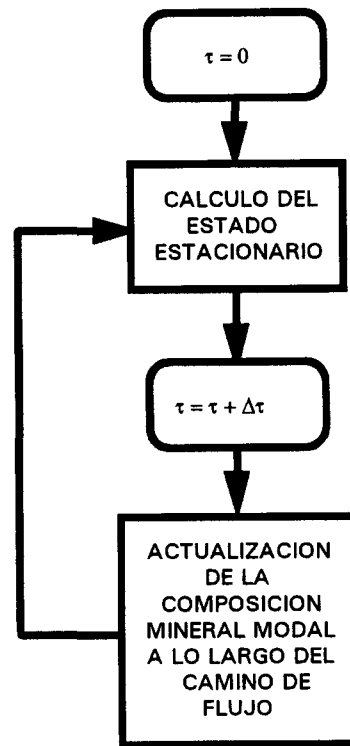 τ = 0
CALCULO DEL
ESTADO
ESTACIONARIO
τ = τ + Δτ
ACTUALIZACION
DE LA
COMPOSICION
MINERAL MODAL
A LO LARGO DEL
CAMINO DE
FLUJO